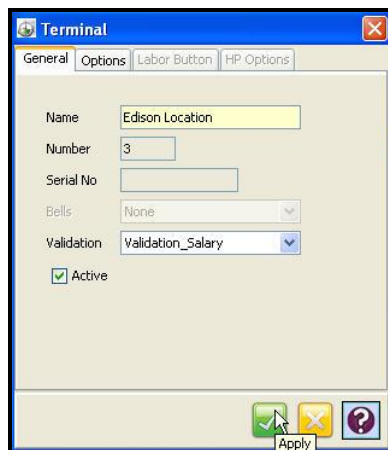 Terminal
General Options Labor Button HP Options
Name Edison Location
Number 3
Serial No
Bells None
Validation Validation_Salary
Active
Apply